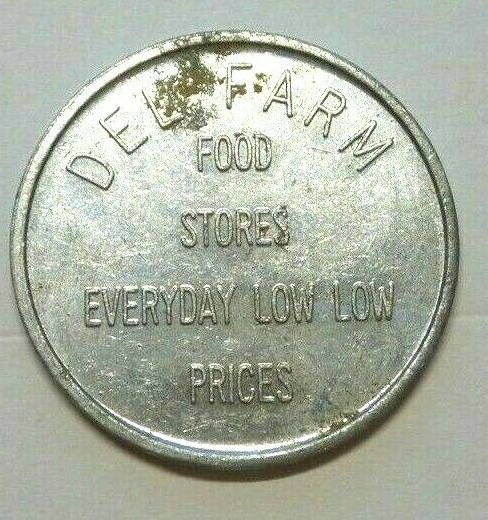 DEL FARM
FOOD
STORES
EVERYDAY LOW LOW
PRICES